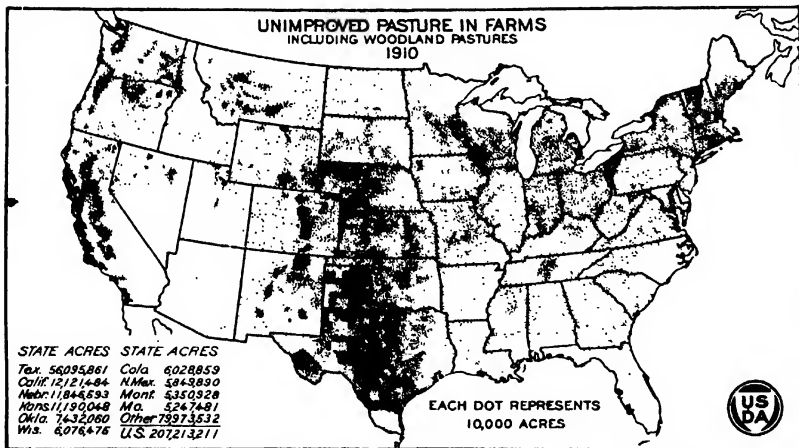 UNIMPROVED PASTURE IN FARMS
INCLUDING WOODLAND PASTURES
1910
STATE ACRES STATE ACRES
Tex. 56,095,861 Colo. 6,028,859
Calif. 12,121,484 N.Mex. 5,849,890
Nebr. 11,846,593 Mont. 5,350,928
Kans. 11,190,048 Mo. 5,247,481
Okla. 7,432,060 Other 79,973,532
Wis. 6,076,476 U.S. 207,213,211
EACH DOT REPRESENTS
10,000 ACRES
US
DA